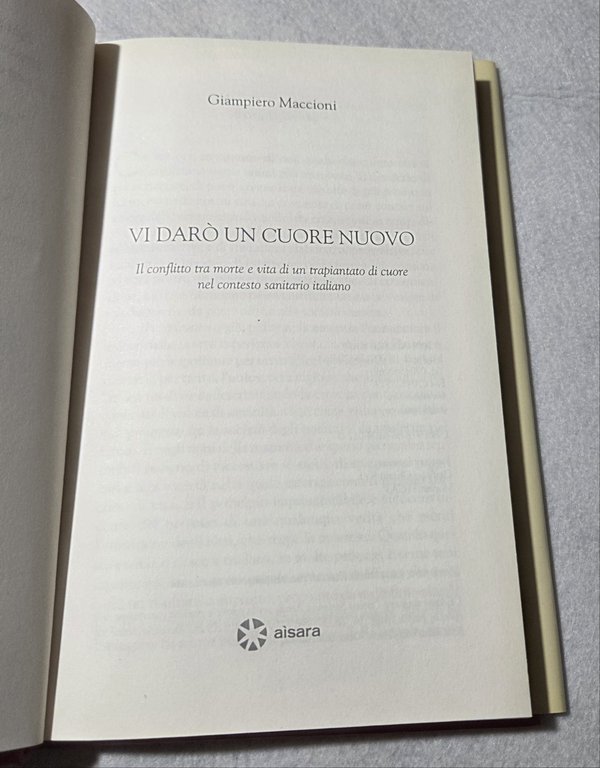 Giampiero Maccioni
VI DARÒ UN CUORE NUOVO
Il conflitto tra morte e vita di un trapiantato di cuore
nel contesto sanitario italiano
aìsara